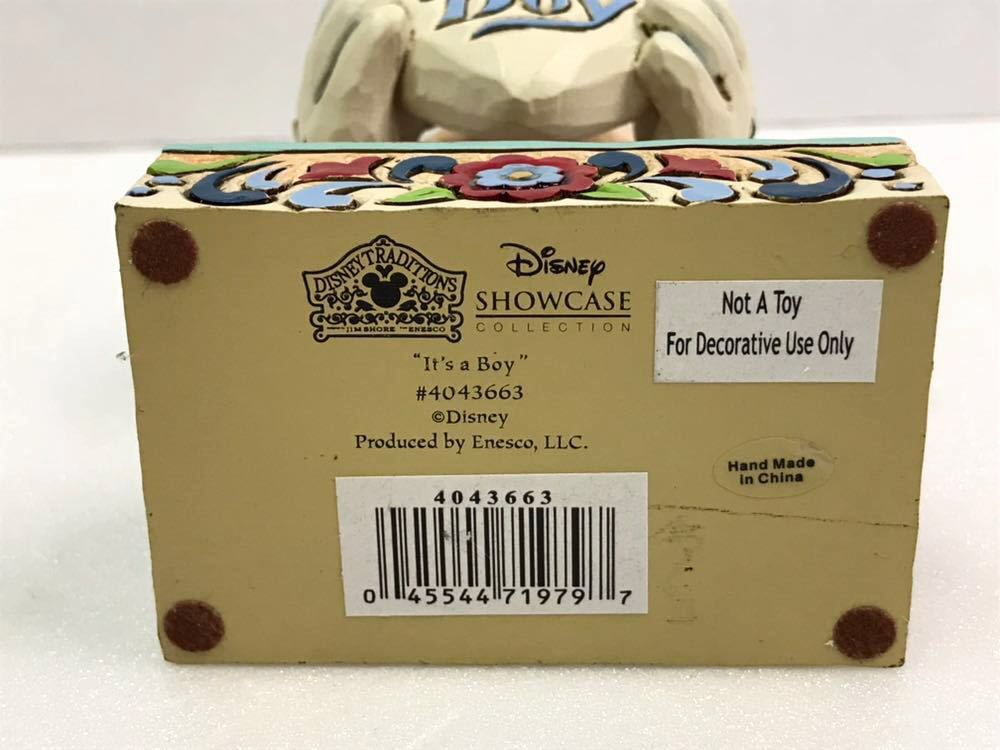 Boy
DISNEY TRADITIONS
JIM SHORE ENESCO
Disney
SHOWCASE
COLLECTION
"It's a Boy"
#4043663
©Disney
Produced by Enesco, LLC.
Not A Toy
For Decorative Use Only
Hand Made
in China
4043663
0 45544 71979 7